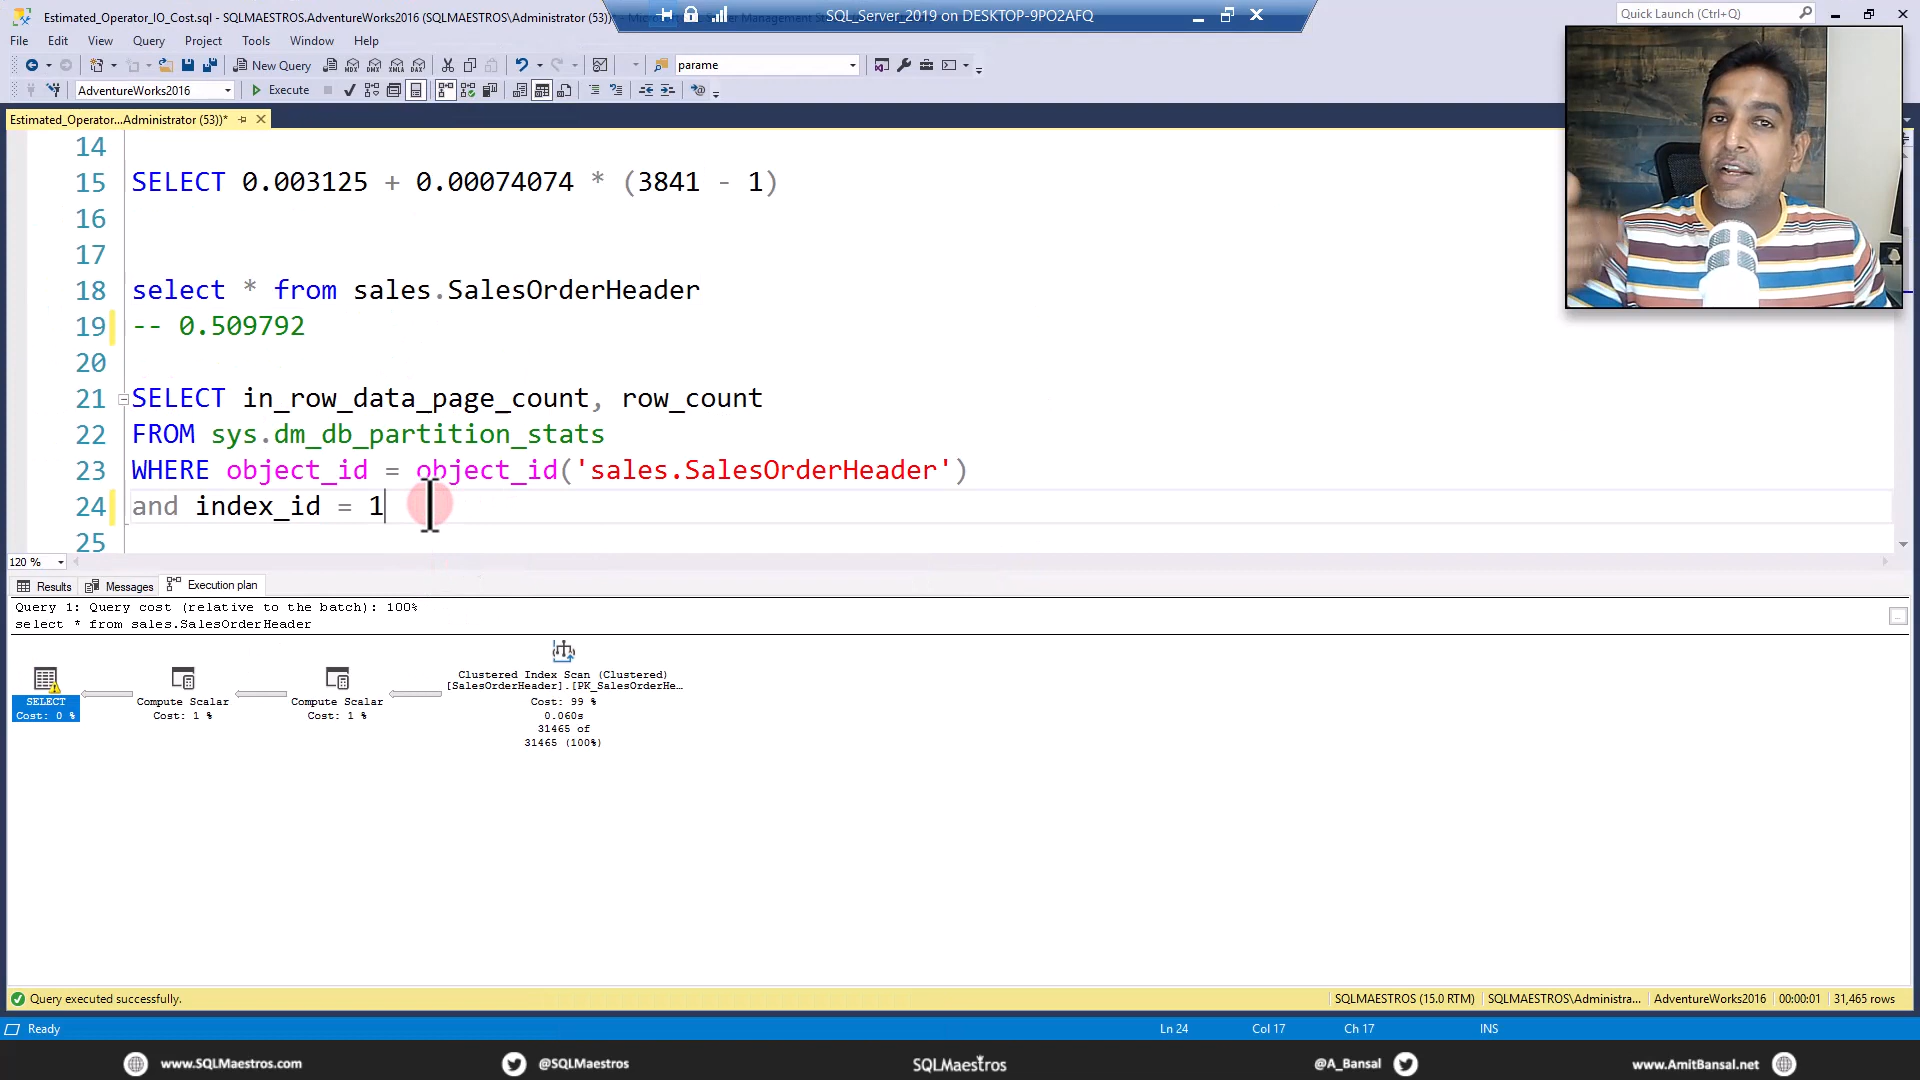 Estimated_Operator_IO_Cost.sql - SQLMAESTROS.AdventureWorks2016 (SQLMAESTROS\Administrator (53))*
SQL_Server_2019 on DESKTOP-9PO2AFQ
Quick Launch (Ctrl+Q)
File Edit View Query Project Tools Window Help
New Query
parame
AdventureWorks2016
Execute
Estimated_Operator...Administrator (53))*
14
15 SELECT 0.003125 + 0.00074074 * (3841 - 1)
16
17
18 select * from sales.SalesOrderHeader
19 -- 0.509792
20
21 SELECT in_row_data_page_count, row_count
22 FROM sys.dm_db_partition_stats
23 WHERE object_id = object_id('sales.SalesOrderHeader')
24 and index_id = 1
25
120 %
Results Messages Execution plan
Query 1: Query cost (relative to the batch): 100%
select * from sales.SalesOrderHeader
SELECT
Cost: 0 %
Compute Scalar
Cost: 1 %
Compute Scalar
Cost: 1 %
Clustered Index Scan (Clustered)
[SalesOrderHeader].[PK_SalesOrderHe…
Cost: 99 %
0.060s
31465 of
31465 (100%)
Query executed successfully.
SQLMAESTROS (15.0 RTM) SQLMAESTROS\Administra... AdventureWorks2016 00:00:01 31,465 rows
Ready
Ln 24 Col 17 Ch 17 INS
www.SQLMaestros.com @SQLMaestros SQLMaestros @A_Bansal www.AmitBansal.net